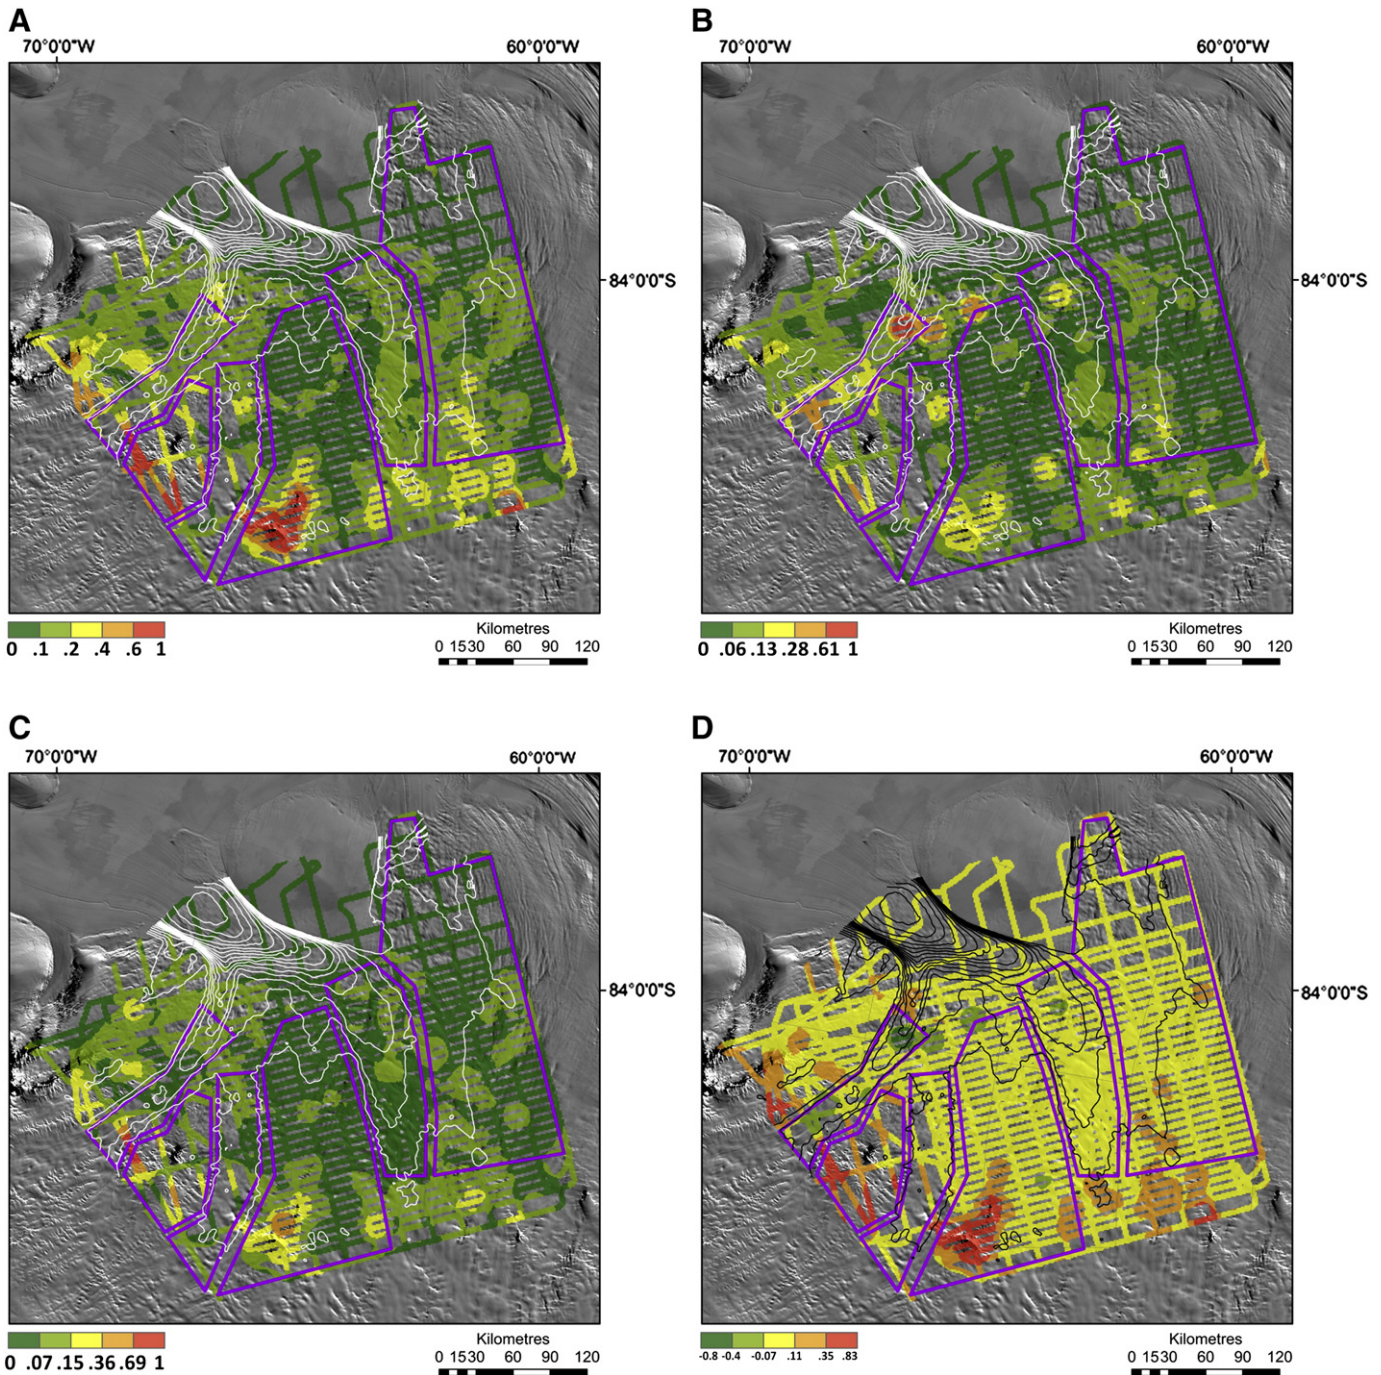 A
B
70°0'0"W 60°0'0"W
70°0'0"W 60°0'0"W
84°0'0"S
84°0'0"S
0 .1 .2 .4 .6 1
Kilometres
0 15 30 60 90 120
0 .06 .13 .28 .61 1
Kilometres
0 15 30 60 90 120
C
D
70°0'0"W 60°0'0"W
70°0'0"W 60°0'0"W
84°0'0"S
84°0'0"S
0 .07 .15 .36 .69 1
Kilometres
0 15 30 60 90 120
-0.8 -0.4 -0.07 .11 .35 .83
Kilometres
0 15 30 60 90 120